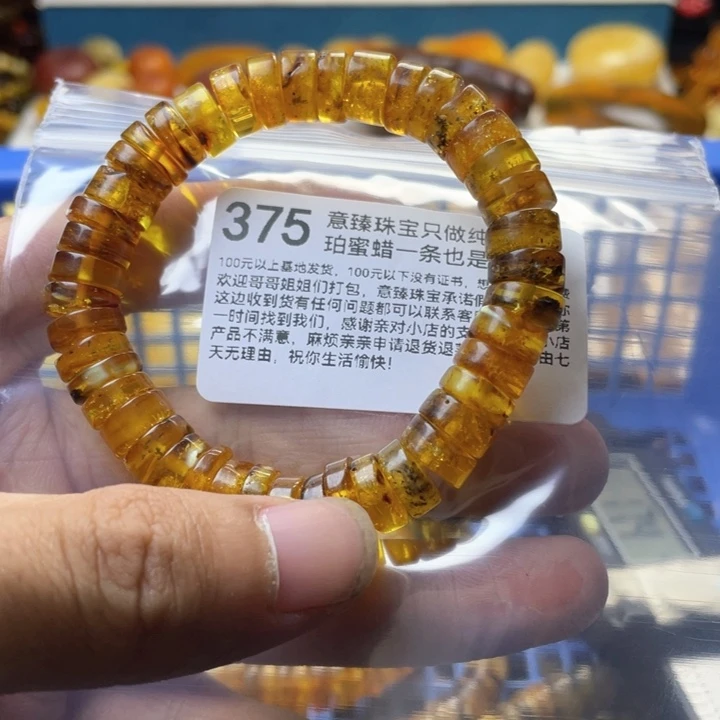 375
意臻珠宝只做纯
珀蜜蜡一条也是
100元以上墓地发货，100元以下没有证书，
欢迎哥哥姐姐们打包，意臻珠宝承诺假
这边收到货有任何问题都可以联系客
一时间找到我们，感谢亲对小店的支
产品不满意，麻烦亲亲申请退货退 由七
天无理由，祝你生活愉快！